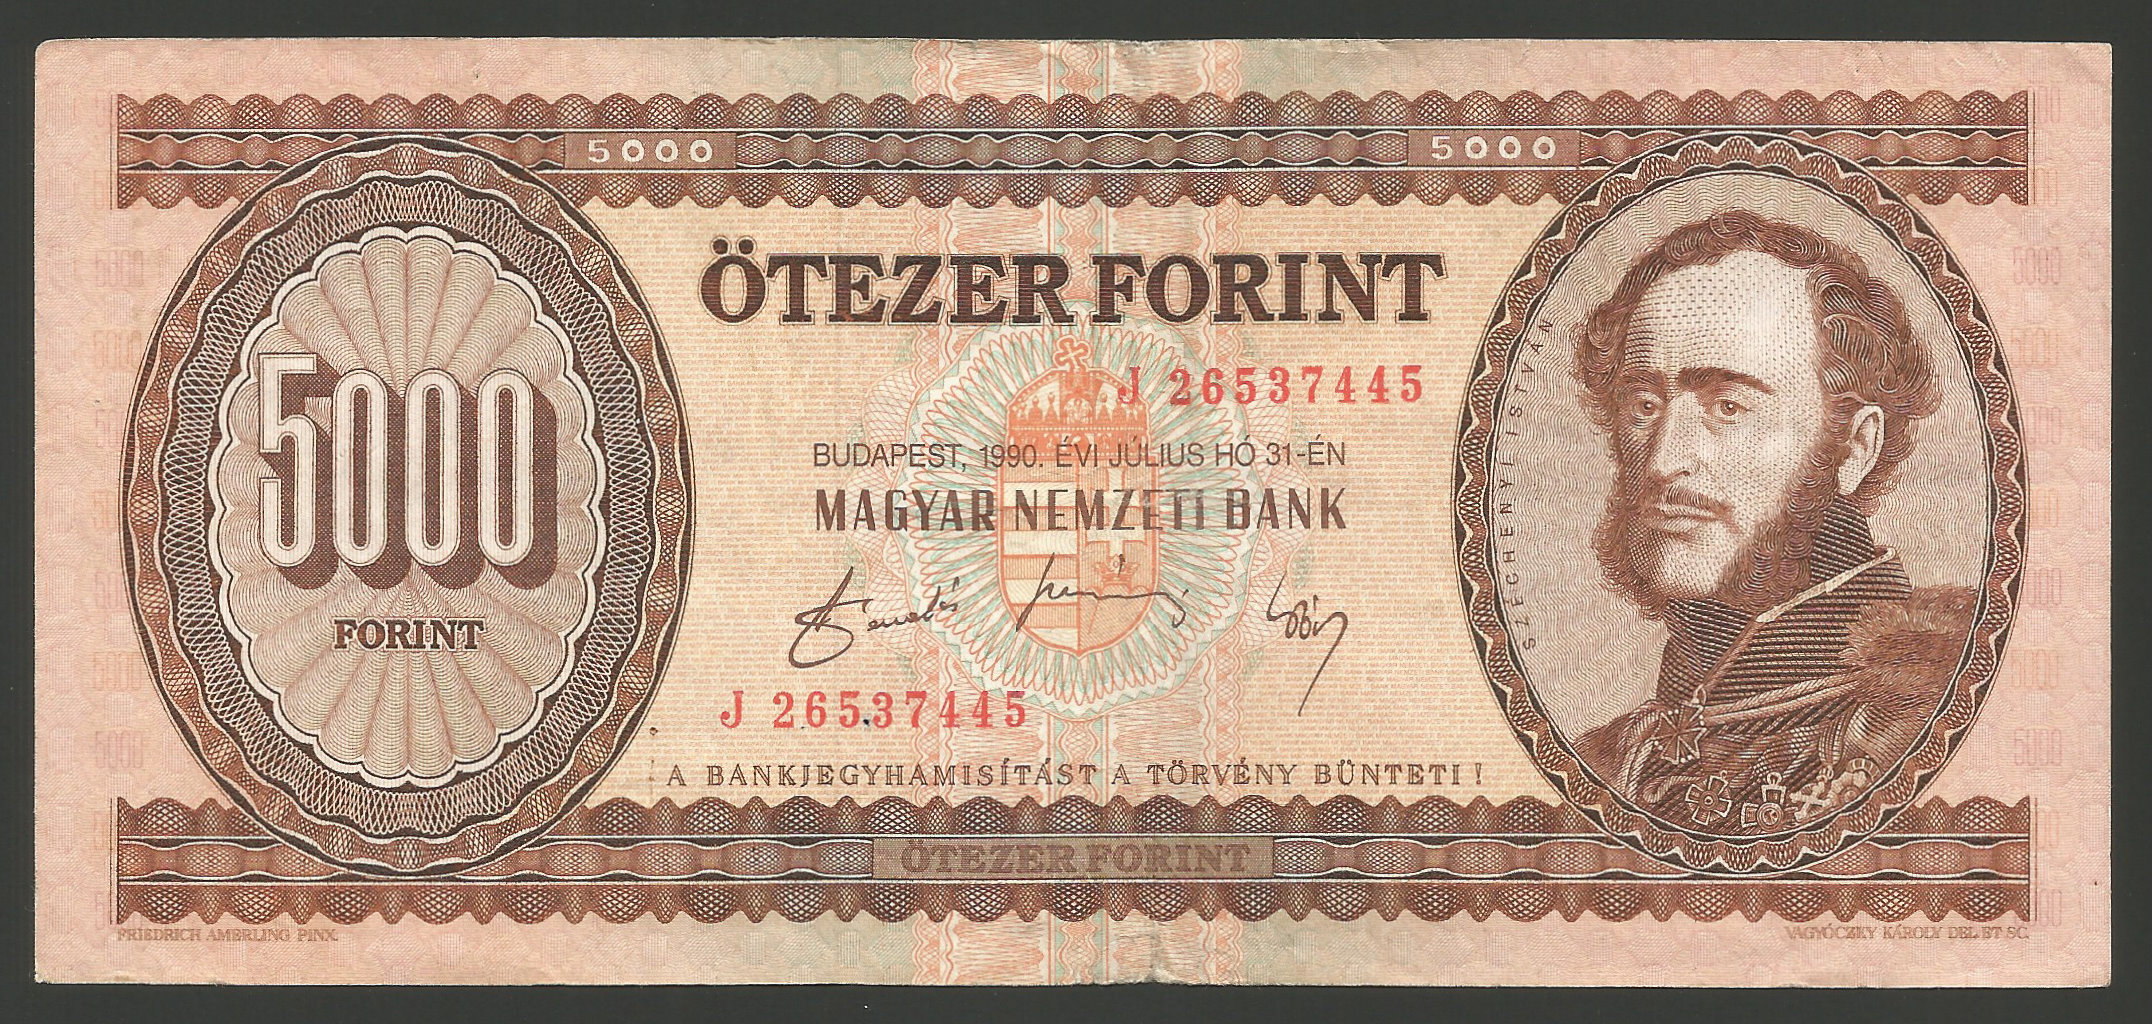 5000 5000
ÖTEZER FORINT
J 26537445
BUDAPEST, 1990. ÉVI JÚLIUS HÓ 31-ÉN
MAGYAR NEMZETI BANK
5000
FORINT
SZÉCHENYI ISTVÁN
J 26537445
A BANKJEGYHAMISÍTÁST A TÖRVÉNY BÜNTETI !
ÖTEZER FORINT
FRIEDRICH AMERLING PINX.
VAGYÓCZKY KÁROLY DEL. ET SC.